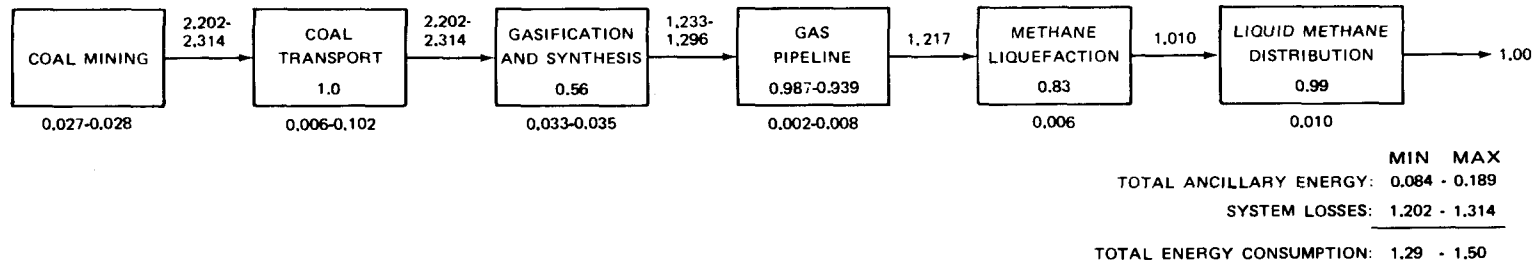 COAL MINING
0.027-0.028
2.202-
2.314
COAL
TRANSPORT
1.0
0.006-0.102
2.202-
2.314
GASIFICATION
AND SYNTHESIS
0.56
0.033-0.035
1.233-
1.296
GAS
PIPELINE
0.987-0.939
0.002-0.008
1.217
METHANE
LIQUEFACTION
0.83
0.006
1.010
LIQUID METHANE
DISTRIBUTION
0.99
0.010
1.00
MIN MAX
TOTAL ANCILLARY ENERGY: 0.084 - 0.189
SYSTEM LOSSES: 1.202 - 1.314
TOTAL ENERGY CONSUMPTION: 1.29 - 1.50